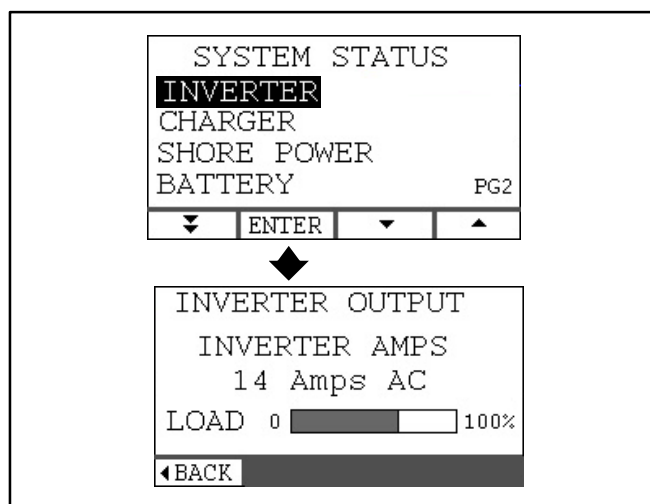 SYSTEM STATUS
INVERTER
CHARGER
SHORE POWER
BATTERY PG2
ENTER
INVERTER OUTPUT
INVERTER AMPS
14 Amps AC
LOAD 0 100%
BACK